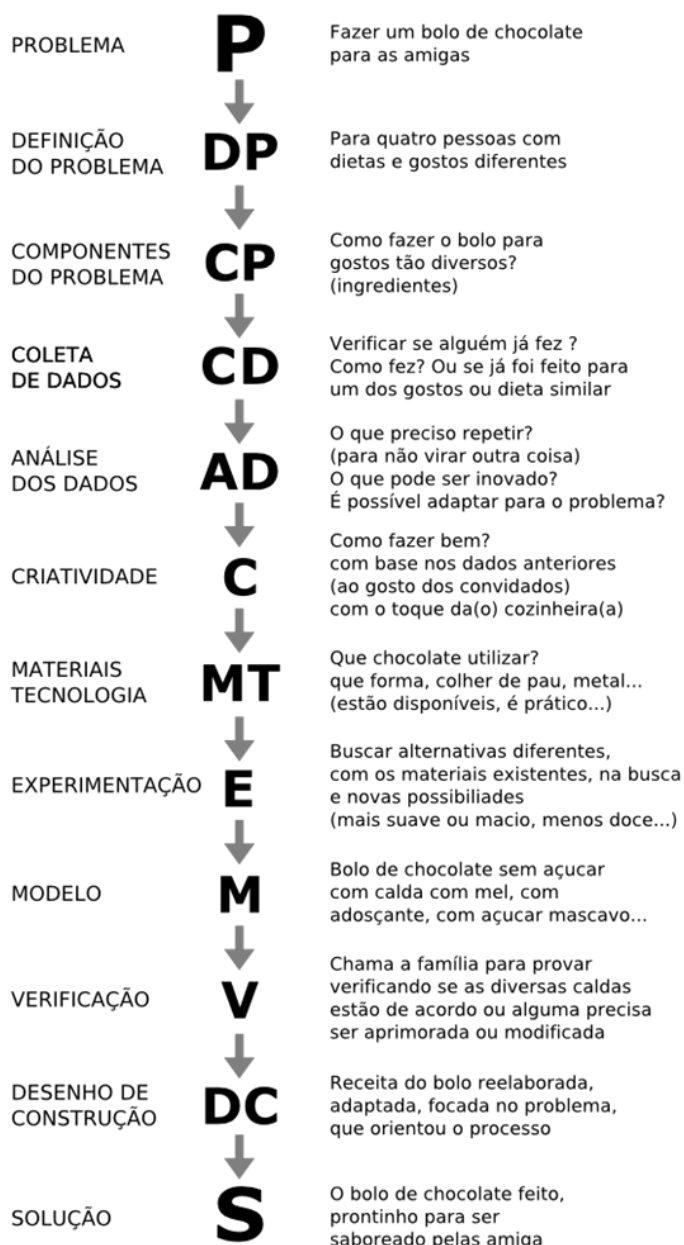 PROBLEMA
P
Fazer um bolo de chocolate
para as amigas
DEFINIÇÃO
DO PROBLEMA
DP
Para quatro pessoas com
dietas e gostos diferentes
COMPONENTES
DO PROBLEMA
CP
Como fazer o bolo para
gostos tão diversos?
(ingredientes)
COLETA
DE DADOS
CD
Verificar se alguém já fez ?
Como fez? Ou se já foi feito para
um dos gostos ou dieta similar
ANÁLISE
DOS DADOS
AD
O que preciso repetir?
(para não virar outra coisa)
O que pode ser inovado?
É possível adaptar para o problema?
CRIATIVIDADE
C
Como fazer bem?
com base nos dados anteriores
(ao gosto dos convidados)
com o toque da(o) cozinheira(a)
MATERIAIS
TECNOLOGIA
MT
Que chocolate utilizar?
que forma, colher de pau, metal...
(estão disponíveis, é prático...)
EXPERIMENTAÇÃO
E
Buscar alternativas diferentes,
com os materiais existentes, na busca
e novas possibiliades
(mais suave ou macio, menos doce...)
MODELO
M
Bolo de chocolate sem açucar
com calda com mel, com
adosçante, com açucar mascavo...
VERIFICAÇÃO
V
Chama a família para provar
verificando se as diversas caldas
estão de acordo ou alguma precisa
ser aprimorada ou modificada
DESENHO DE
CONSTRUÇÃO
DC
Receita do bolo reelaborada,
adaptada, focada no problema,
que orientou o processo
SOLUÇÃO
S
O bolo de chocolate feito,
prontinho para ser
saboreado pelas amiga